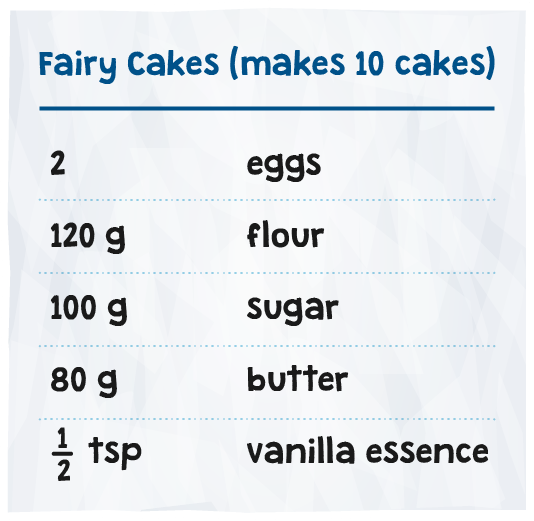 Fairy Cakes (makes 10 cakes)
2 eggs
120 g flour
100 g sugar
80 g butter
1/2 tsp vanilla essence